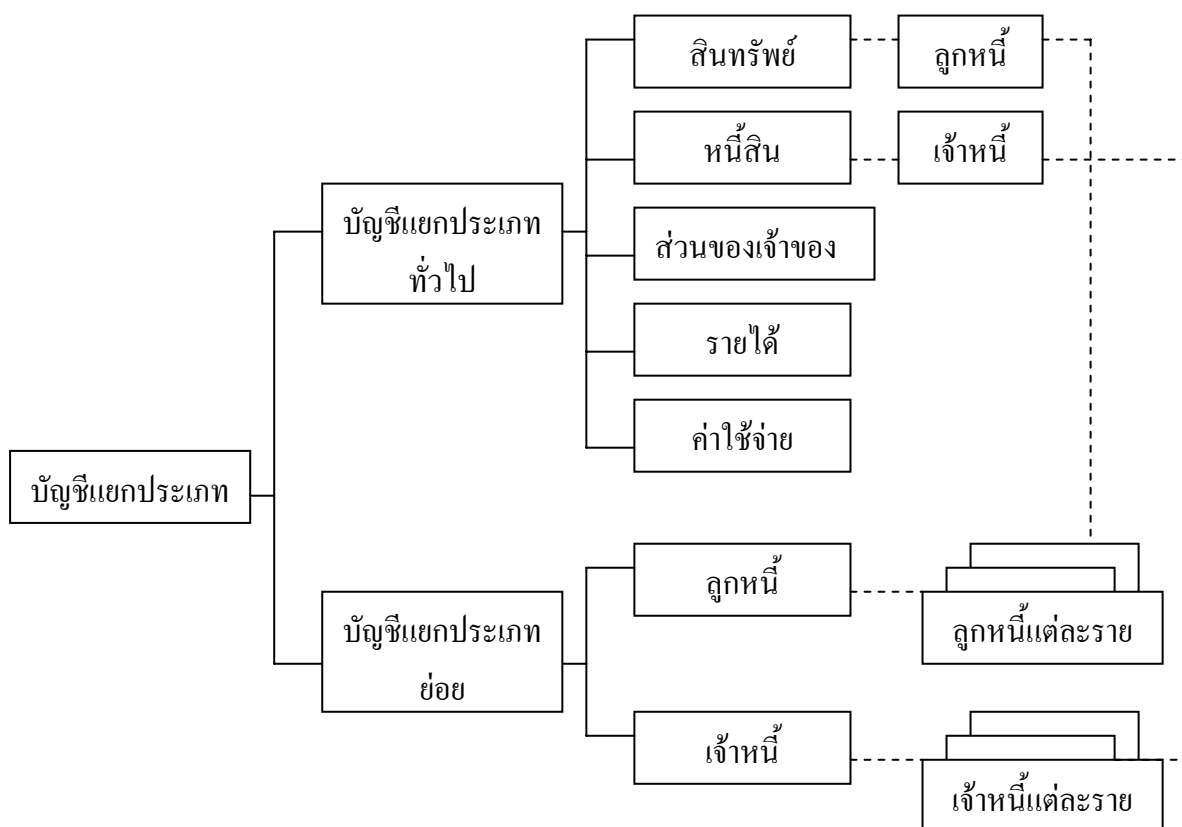 สินทรัพย์
ลูกหนี้
หนี้สิน
เจ้าหนี้
บัญชีแยกประเภท
ทั่วไป
ส่วนของเจ้าของ
รายได้
ค่าใช้จ่าย
บัญชีแยกประเภท
ลูกหนี้
ลูกหนี้แต่ละราย
บัญชีแยกประเภท
ย่อย
เจ้าหนี้
เจ้าหนี้แต่ละราย